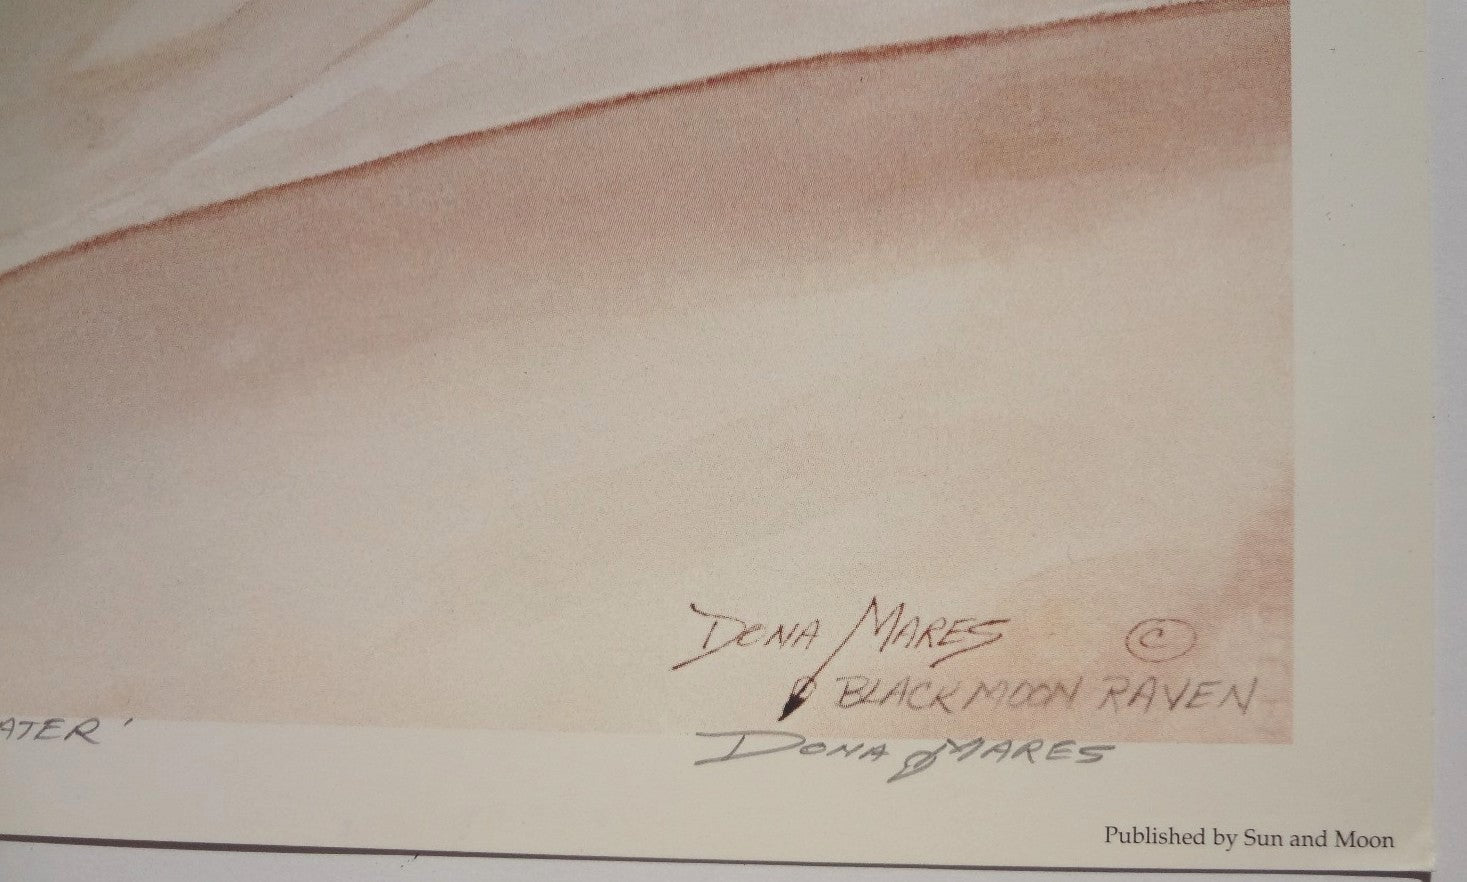 DONA MARES ©
BLACK MOON RAVEN
ATER'
DONA MARES
Published by Sun and Moon